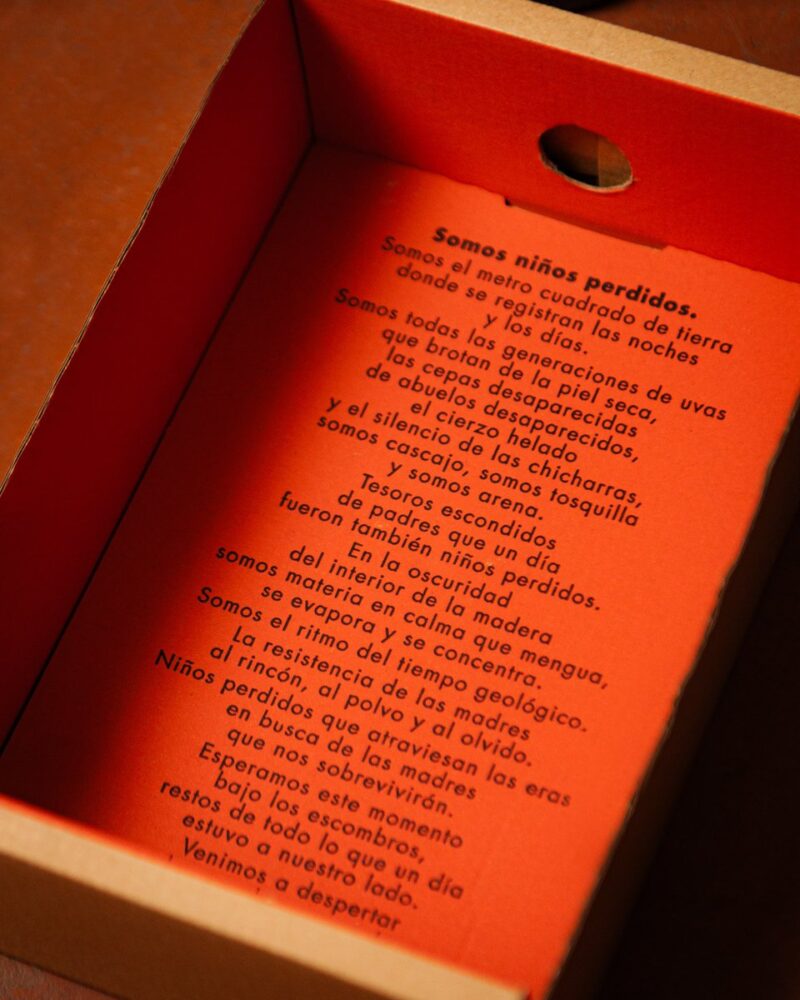 Somos niños perdidos.
Somos el metro cuadrado de tierra
donde se registran las noches
y los días.
Somos todas las generaciones de uvas
que brotan de la piel seca,
las cepas desaparecidas
de abuelos desaparecidos,
el cierzo helado
y el silencio de las chicharras,
somos cascajo, somos tosquilla
y somos arena.
Tesoros escondidos
de padres que un día
fueron también niños perdidos.
En la oscuridad
del interior de la madera
somos materia en calma que mengua,
se evapora y se concentra.
Somos el ritmo del tiempo geológico.
La resistencia de las madres
al rincón, al polvo y al olvido.
Niños perdidos que atraviesan las eras
en busca de las madres
que nos sobrevivirán.
Esperamos este momento
bajo los escombros,
restos de todo lo que un día
estuvo a nuestro lado.
Venimos a despertar